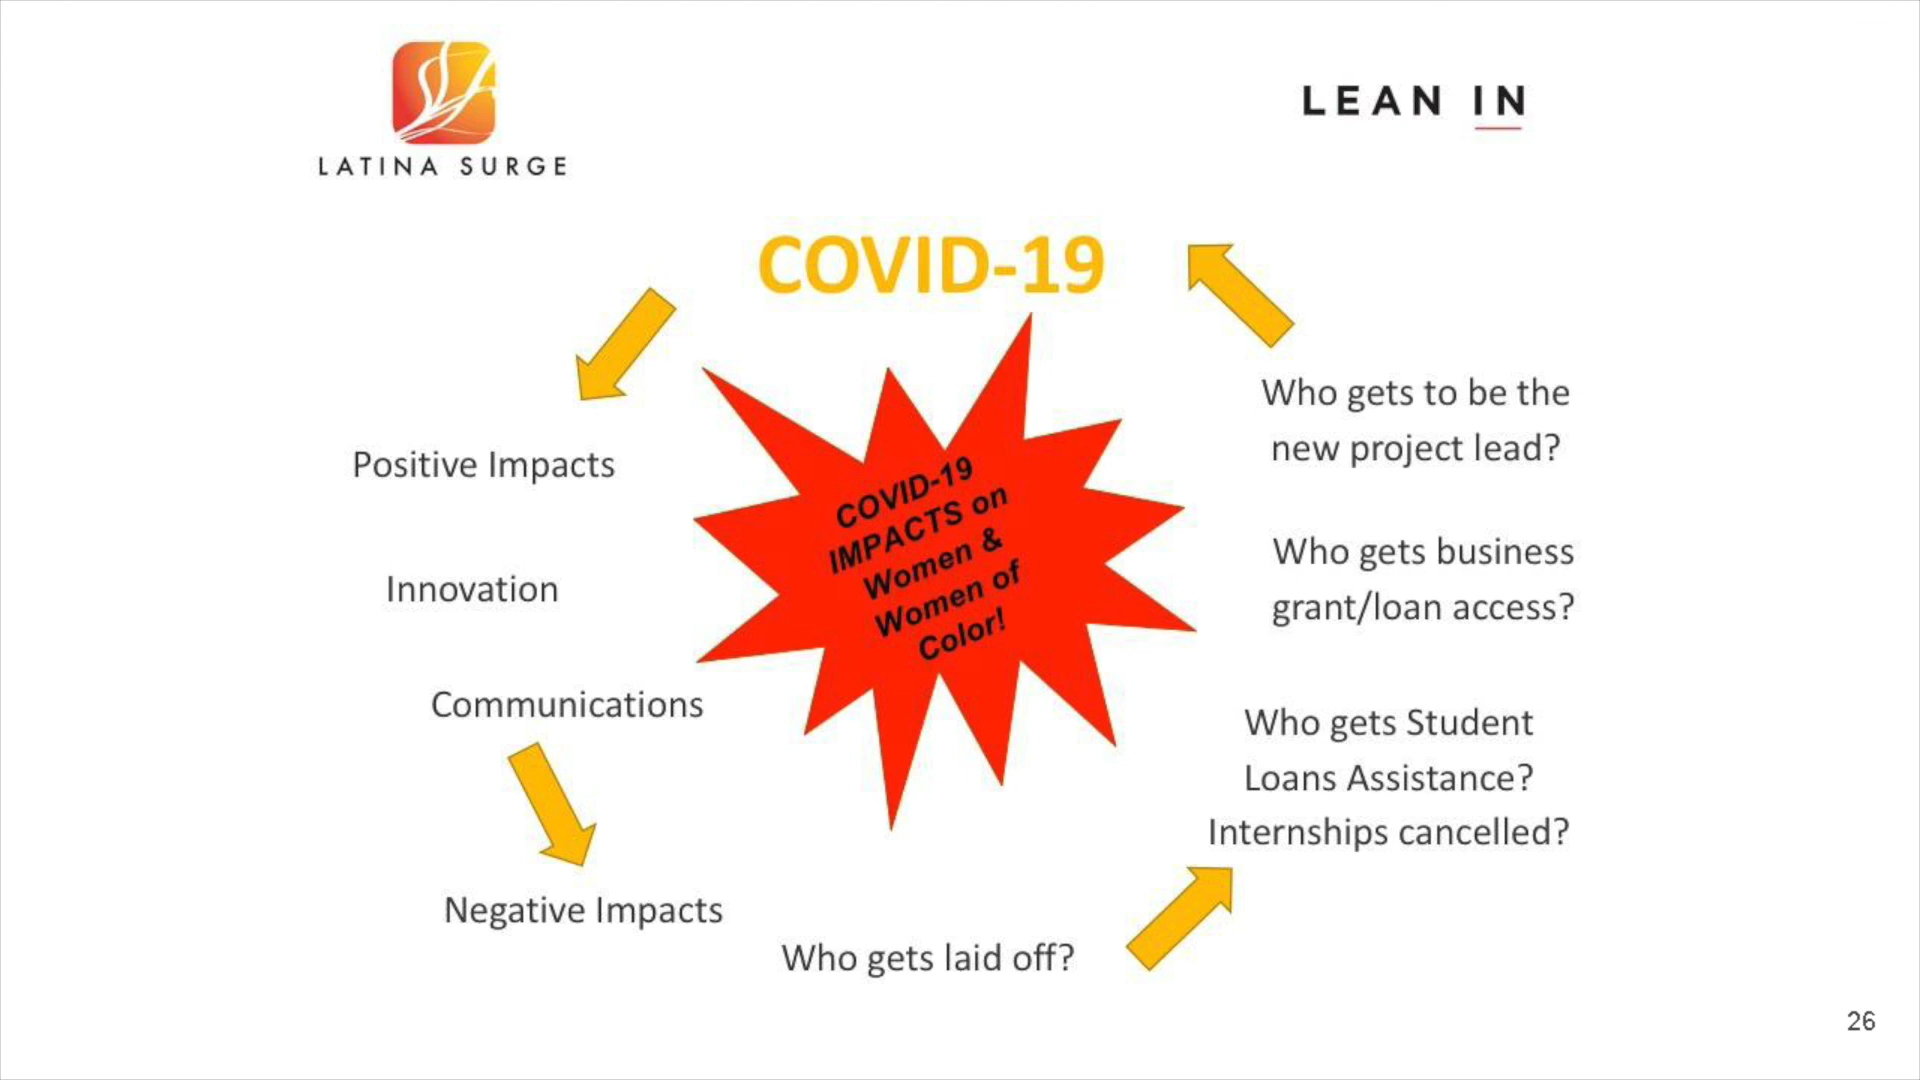 LATINA SURGE
LEAN IN
COVID-19
Positive Impacts
Innovation
Communications
Negative Impacts
COVID-19
IMPACTS on
Women &
Women of
Color!
Who gets laid off?
Who gets to be the
new project lead?
Who gets business
grant/loan access?
Who gets Student
Loans Assistance?
Internships cancelled?
26